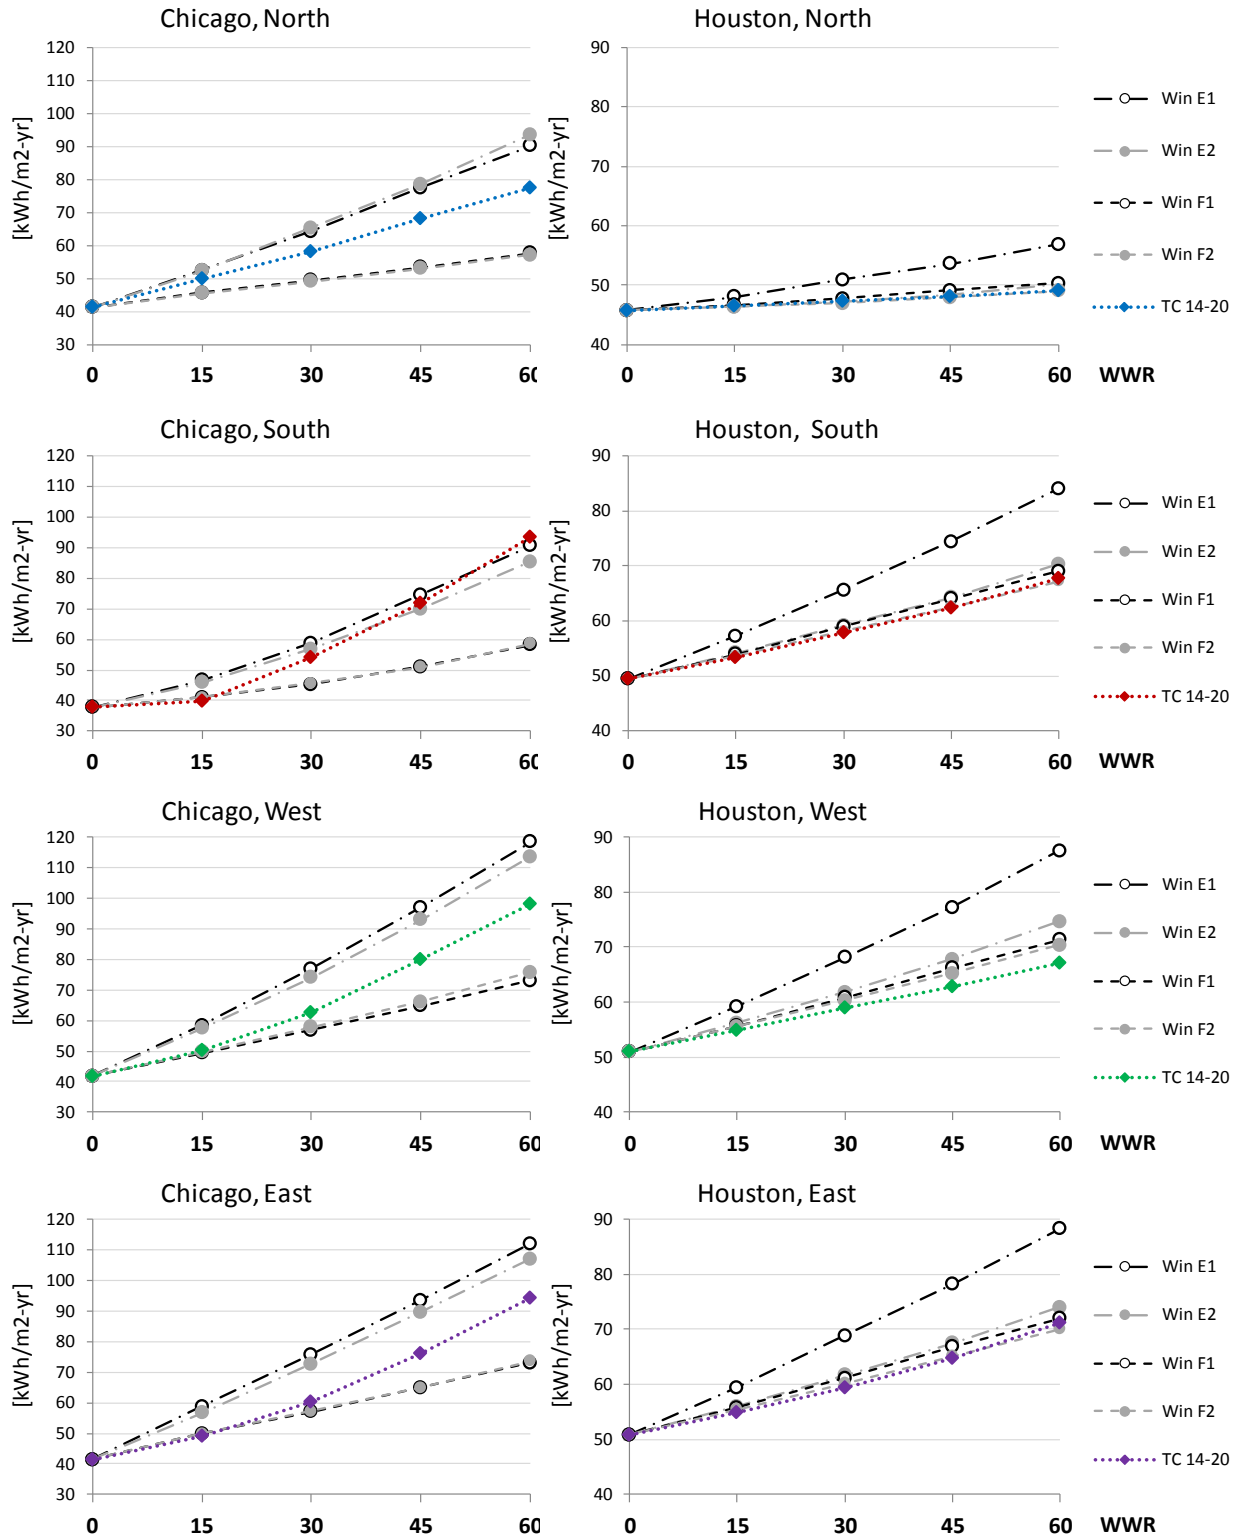 Chicago, North
Houston, North
[kWh/m2-yr]
120
110
100
90
80
70
60
50
40
30
0 15 30 45 60
[kWh/m2-yr]
90
80
70
60
50
40
0 15 30 45 60 WWR
Win E1
Win E2
Win F1
Win F2
TC 14-20
Chicago, South
Houston, South
[kWh/m2-yr]
120
110
100
90
80
70
60
50
40
30
0 15 30 45 60
[kWh/m2-yr]
90
80
70
60
50
40
0 15 30 45 60 WWR
Win E1
Win E2
Win F1
Win F2
TC 14-20
Chicago, West
Houston, West
[kWh/m2-yr]
120
110
100
90
80
70
60
50
40
30
0 15 30 45 60
[kWh/m2-yr]
90
80
70
60
50
40
0 15 30 45 60 WWR
Win E1
Win E2
Win F1
Win F2
TC 14-20
Chicago, East
Houston, East
[kWh/m2-yr]
120
110
100
90
80
70
60
50
40
30
0 15 30 45 60
[kWh/m2-yr]
90
80
70
60
50
40
0 15 30 45 60 WWR
Win E1
Win E2
Win F1
Win F2
TC 14-20